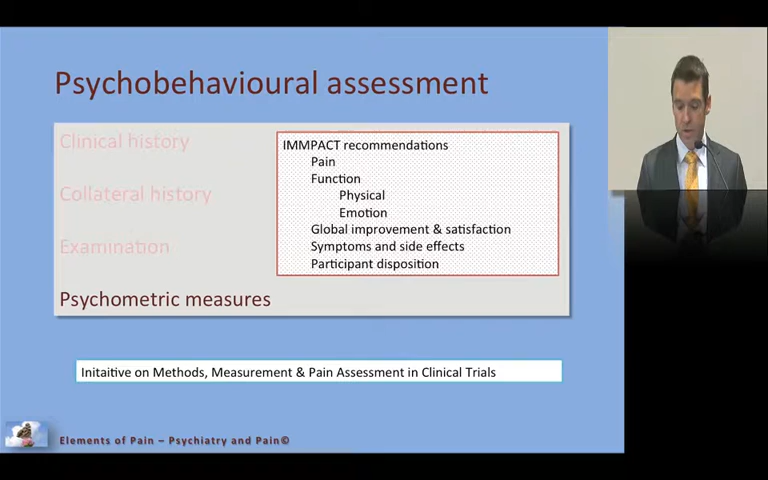 Psychobehavioural assessment
Clinical history
Collateral history
Examination
Psychometric measures
IMMPACT recommendations
Pain
Function
Physical
Emotion
Global improvement & satisfaction
Symptoms and side effects
Participant disposition
Initaitive on Methods, Measurement & Pain Assessment in Clinical Trials
Elements of Pain – Psychiatry and Pain©